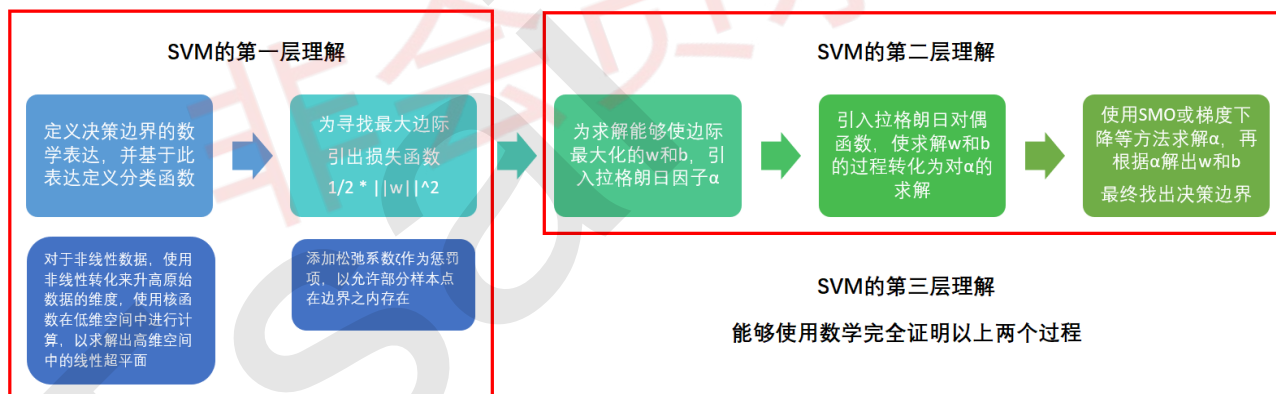 SVM的第一层理解
定义决策边界的数
学表达，并基于此
表达定义分类函数
为寻找最大边际
引出损失函数
1/2 * ||w||^2
对于非线性数据，使用
非线性转化来升高原始
数据的维度，使用核函
数在低维空间中进行计
算，以求解出高维空间
中的线性超平面
添加松弛系数ζ作为惩罚
项，以允许部分样本点
在边界之内存在
SVM的第二层理解
为求解能够使边际
最大化的w和b，引
入拉格朗日因子α
引入拉格朗日对偶
函数，使求解w和b
的过程转化为对α的
求解
使用SMO或梯度下
降等方法求解α，再
根据α解出w和b
最终找出决策边界
SVM的第三层理解
能够使用数学完全证明以上两个过程
非会员